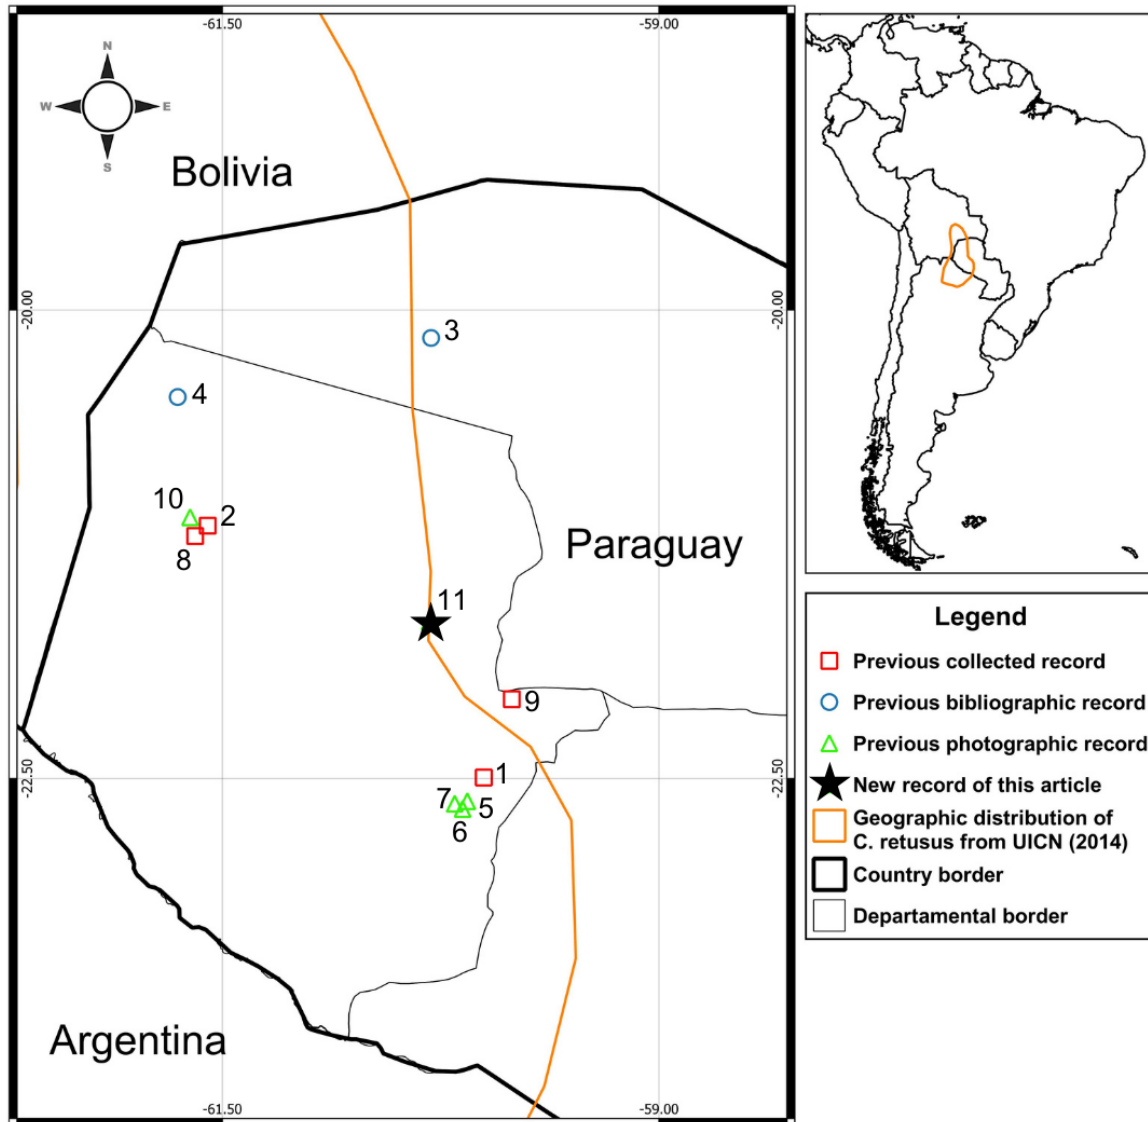 -61.50
-59.00
N
W
E
S
Bolivia
-20.00
-20.00
3
4
10
2
8
Paraguay
11
9
-22.50
-22.50
1
7
5
6
Argentina
-61.50
-59.00
Legend
Previous collected record
Previous bibliographic record
Previous photographic record
New record of this article
Geographic distribution of
C. retusus from UICN (2014)
Country border
Departamental border